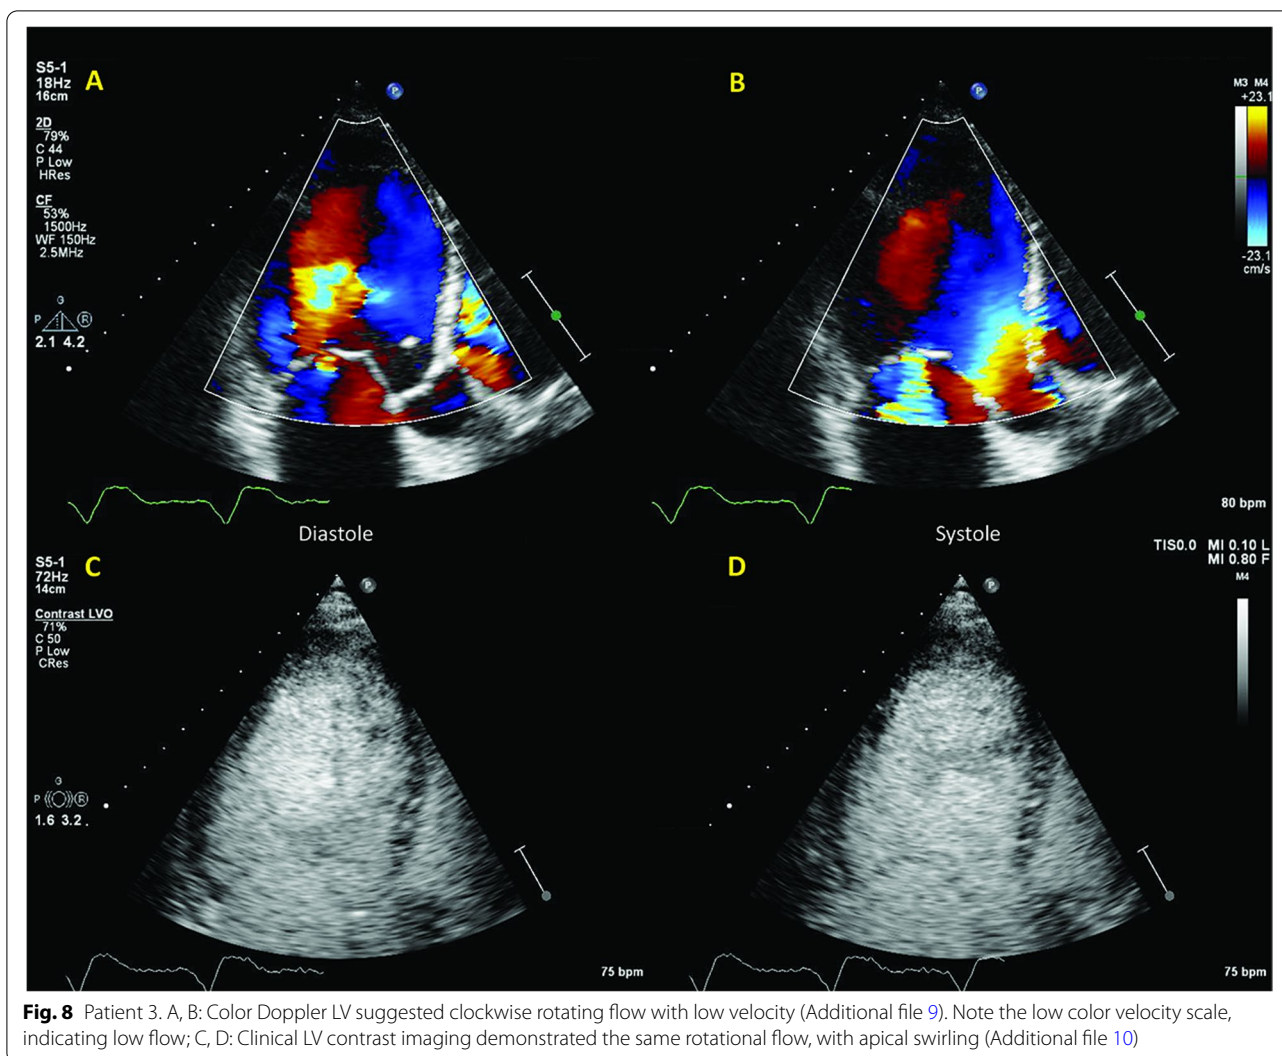 S5-1
18Hz
16cm
A
P
2D
79%
C 44
P Low
HRes
CF
53%
1500Hz
WF 150Hz
2.5MHz
G
P R
2.1 4.2
B
P
M3 M4
+23.1
-23.1
cm/s
80 bpm
Diastole
Systole
TIS0.0 MI 0.10 L
MI 0.80 F
M4
S5-1
72Hz
14cm
C
P
Contrast LVO
71%
C 50
P Low
CRes
G
P R
1.6 3.2
75 bpm
D
P
75 bpm
Fig. 8 Patient 3. A, B: Color Doppler LV suggested clockwise rotating flow with low velocity (Additional file 9). Note the low color velocity scale,
indicating low flow; C, D: Clinical LV contrast imaging demonstrated the same rotational flow, with apical swirling (Additional file 10)